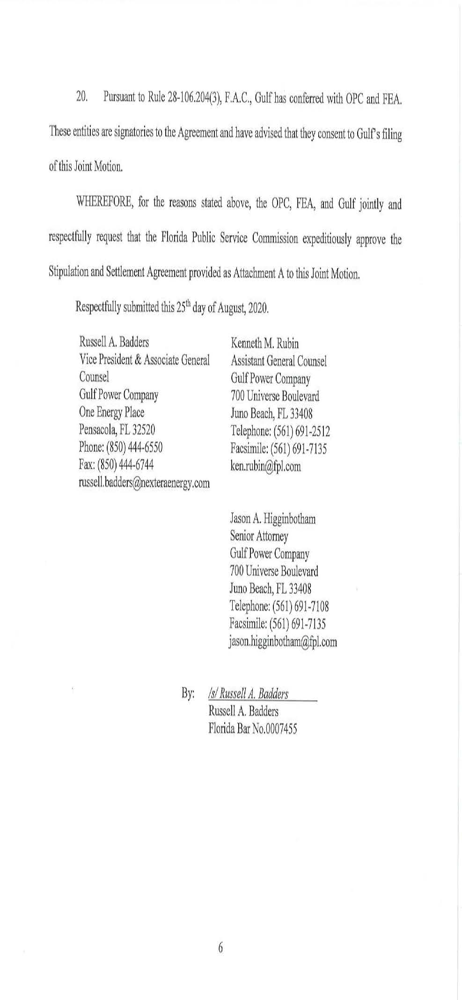 20. Pursuant to Rule 28-106.204(3), F.A.C., Gulf has conferred with OPC and FEA.
These entities are signatories to the Agreement and have advised that they consent to Gulf's filing
of this Joint Motion.
WHEREFORE, for the reasons stated above, the OPC, FEA, and Gulf jointly and
respectfully request that the Florida Public Service Commission expeditiously approve the
Stipulation and Settlement Agreement provided as Attachment A to this Joint Motion.
Respectfully submitted this 25th day of August, 2020.
Russell A. Badders
Vice President & Associate General
Counsel
Gulf Power Company
One Energy Place
Pensacola, FL 32520
Phone: (850) 444-6550
Fax: (850) 444-6744
russell.badders@nexteraenergy.com
Kenneth M. Rubin
Assistant General Counsel
Gulf Power Company
700 Universe Boulevard
Juno Beach, FL 33408
Telephone: (561) 691-2512
Facsimile: (561) 691-7135
ken.rubin@fpl.com
Jason A. Higginbotham
Senior Attorney
Gulf Power Company
700 Universe Boulevard
Juno Beach, FL 33408
Telephone: (561) 691-7108
Facsimile: (561) 691-7135
jason.higginbotham@fpl.com
By: /s/ Russell A. Badders
Russell A. Badders
Florida Bar No.0007455
6